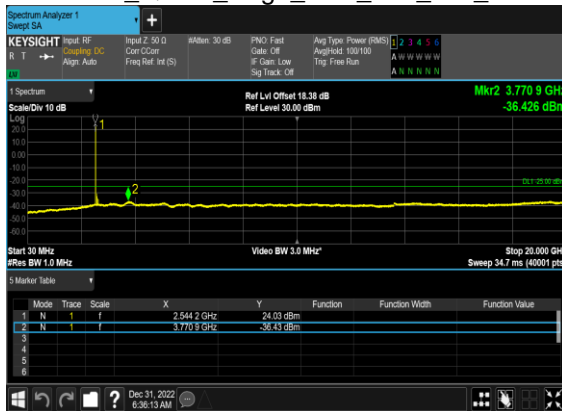 Spectrum Analyzer 1
Swept SA
+
KEYSIGHT Input: RF Input Z: 50 Ω #Atten: 30 dB PNO: Fast Avg Type: Power (RMS) 1 2 3 4 5 6
R T Coupling: DC Corr CCorr Gate: Off Avg|Hold: 100/100 A W W W W W
Align: Auto Freq Ref: Int (S) IF Gain: Low Trig: Free Run
LW Sig Track: Off A N N N N N
1 Spectrum Ref Lvl Offset 18.38 dB Mkr2 3.770 9 GHz
Scale/Div 10 dB Ref Level 30.00 dBm -36.426 dBm
Log
20.0 1
10.0
0.00
-10.0
-20.0 2 DL1 -25.00 dBm
-30.0
-40.0
-50.0
-60.0
Start 30 MHz Video BW 3.0 MHz* Stop 20.000 GHz
#Res BW 1.0 MHz Sweep 34.7 ms (40001 pts)
5 Marker Table
Mode Trace Scale X Y Function Function Width Function Value
1 N 1 f 2.544 2 GHz 24.03 dBm
2 N 1 f 3.770 9 GHz -36.43 dBm
3
4
5
6
? Dec 31, 2022
6:36:13 AM